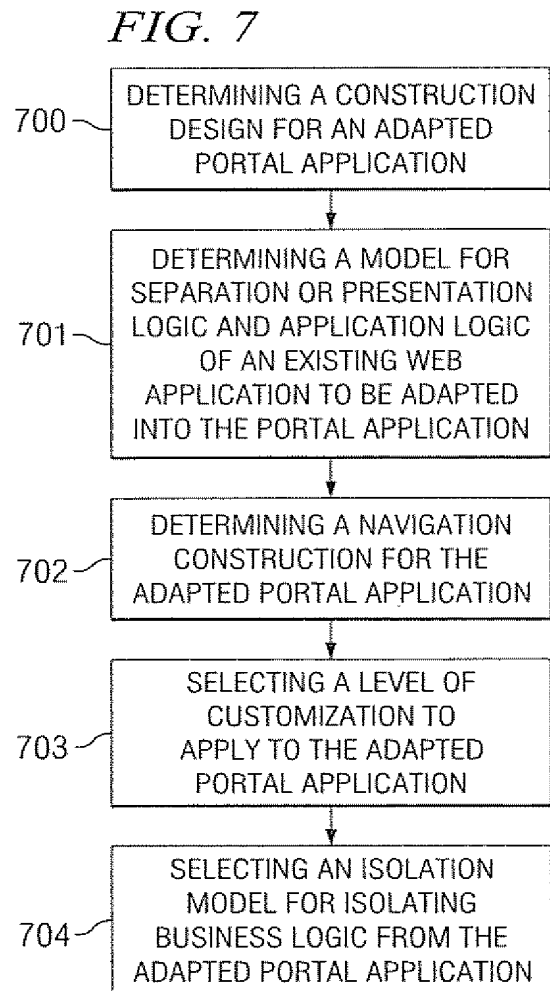 FIG. 7
700
DETERMINING A CONSTRUCTION
DESIGN FOR AN ADAPTED
PORTAL APPLICATION
701
DETERMINING A MODEL FOR
SEPARATION OR PRESENTATION
LOGIC AND APPLICATION LOGIC
OF AN EXISTING WEB
APPLICATION TO BE ADAPTED
INTO THE PORTAL APPLICATION
702
DETERMINING A NAVIGATION
CONSTRUCTION FOR THE
ADAPTED PORTAL APPLICATION
703
SELECTING A LEVEL OF
CUSTOMIZATION TO
APPLY TO THE ADAPTED
PORTAL APPLICATION
704
SELECTING AN ISOLATION
MODEL FOR ISOLATING
BUSINESS LOGIC FROM THE
ADAPTED PORTAL APPLICATION